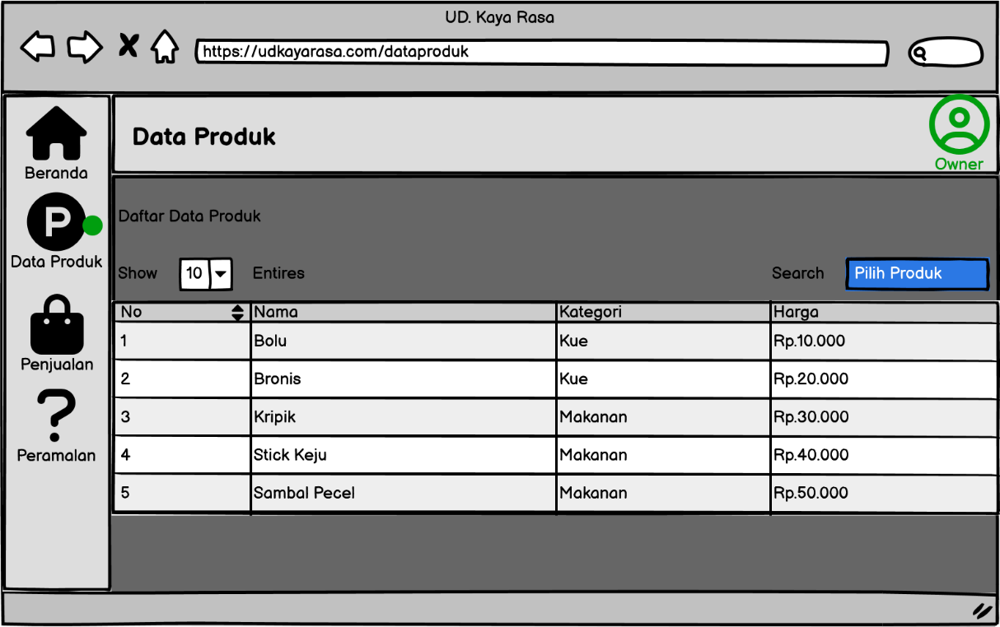 UD. Kaya Rasa
https://udkayarasa.com/dataproduk
Data Produk
Owner
Beranda
P
Data Produk
Penjualan
?
Peramalan
Daftar Data Produk
Show 10 Entires Search Pilih Produk
No Nama Kategori Harga
1 Bolu Kue Rp.10.000
2 Bronis Kue Rp.20.000
3 Kripik Makanan Rp.30.000
4 Stick Keju Makanan Rp.40.000
5 Sambal Pecel Makanan Rp.50.000